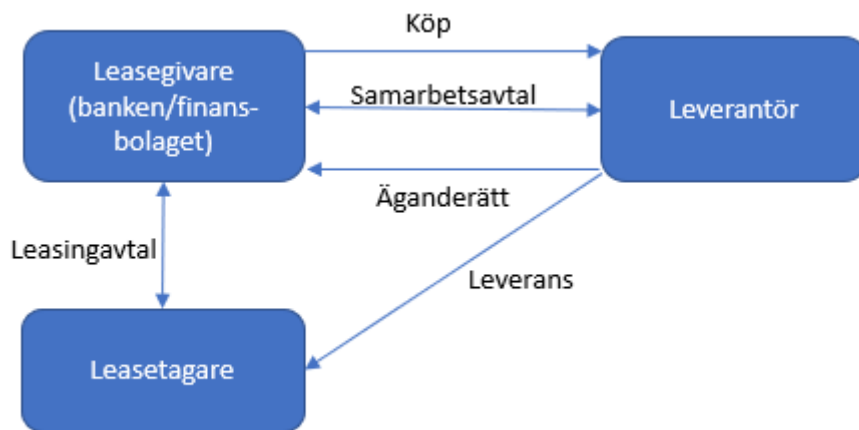 Köp
Leasegivare
(banken/finans-
bolaget)
Samarbetsavtal
Leverantör
Äganderätt
Leasingavtal
Leverans
Leasetagare